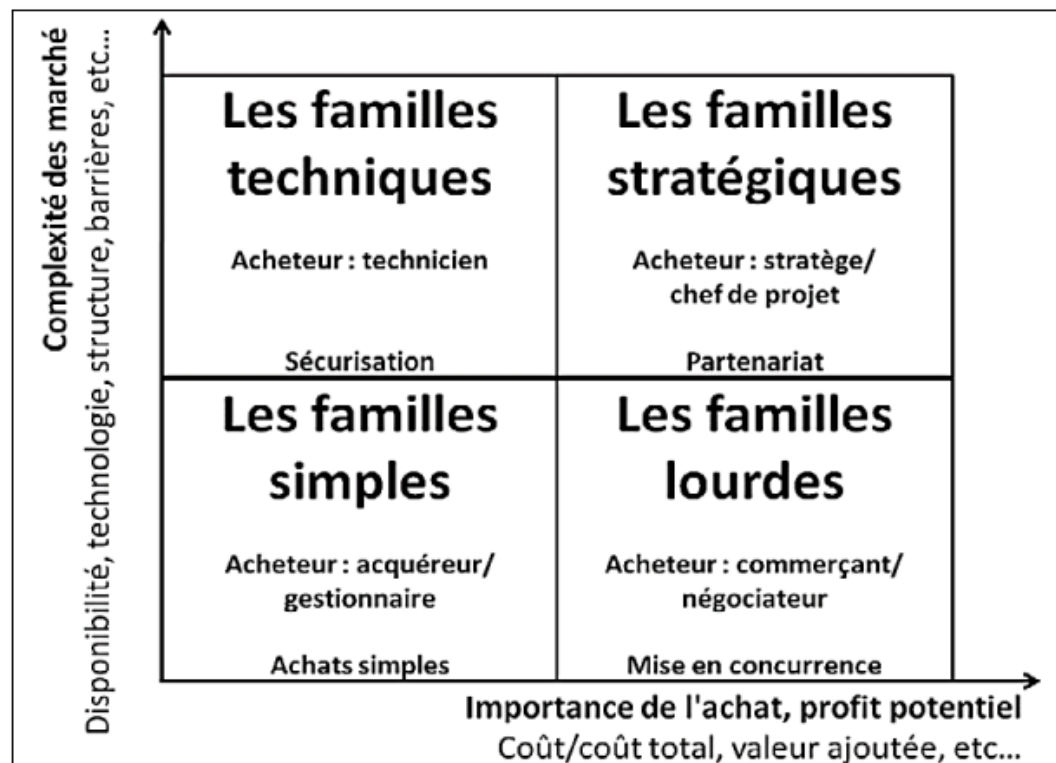 Complexité des marché
Disponibilité, technologie, structure, barrières, etc...
Les familles
techniques
Acheteur : technicien
Sécurisation
Les familles
stratégiques
Acheteur : stratège/
chef de projet
Partenariat
Les familles
simples
Acheteur : acquéreur/
gestionnaire
Achats simples
Les familles
lourdes
Acheteur : commerçant/
négociateur
Mise en concurrence
Importance de l'achat, profit potentiel
Coût/coût total, valeur ajoutée, etc...